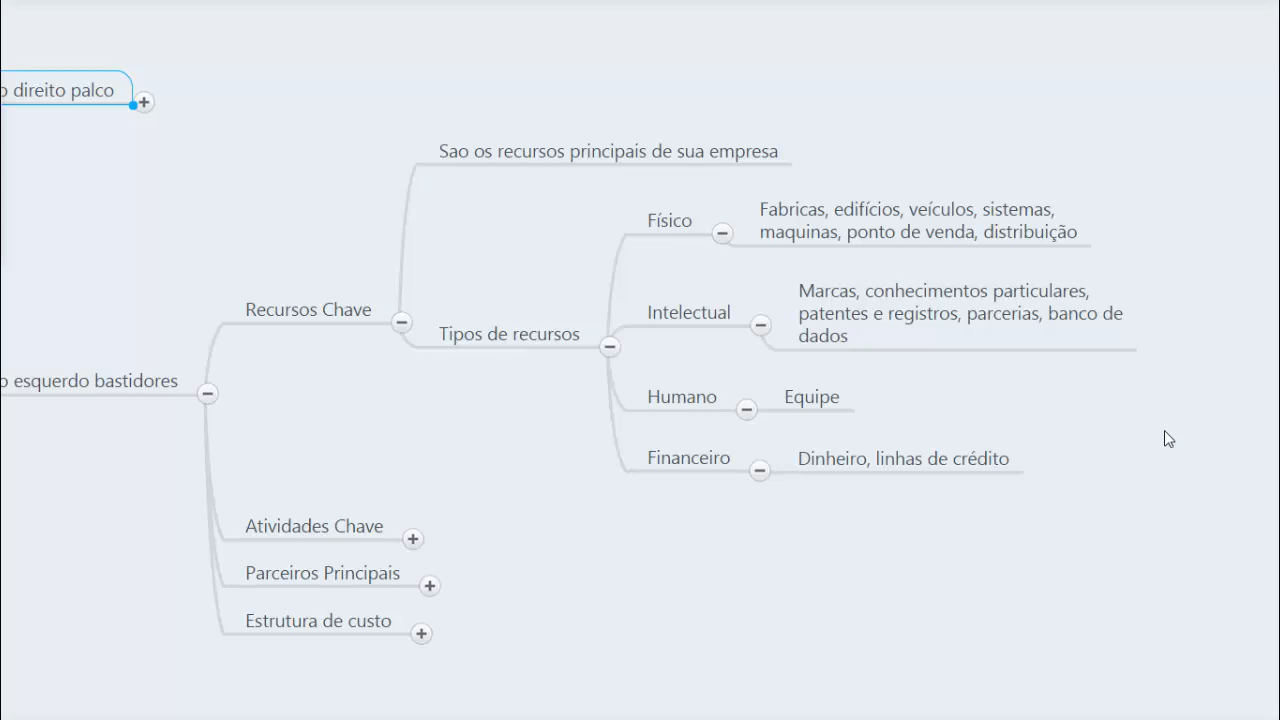 o direito palco
Sao os recursos principais de sua empresa
Físico
Fabricas, edifícios, veículos, sistemas,
maquinas, ponto de venda, distribuição
Recursos Chave
Intelectual
Marcas, conhecimentos particulares,
patentes e registros, parcerias, banco de
dados
Tipos de recursos
o esquerdo bastidores
Humano
Equipe
Financeiro
Dinheiro, linhas de crédito
Atividades Chave
Parceiros Principais
Estrutura de custo